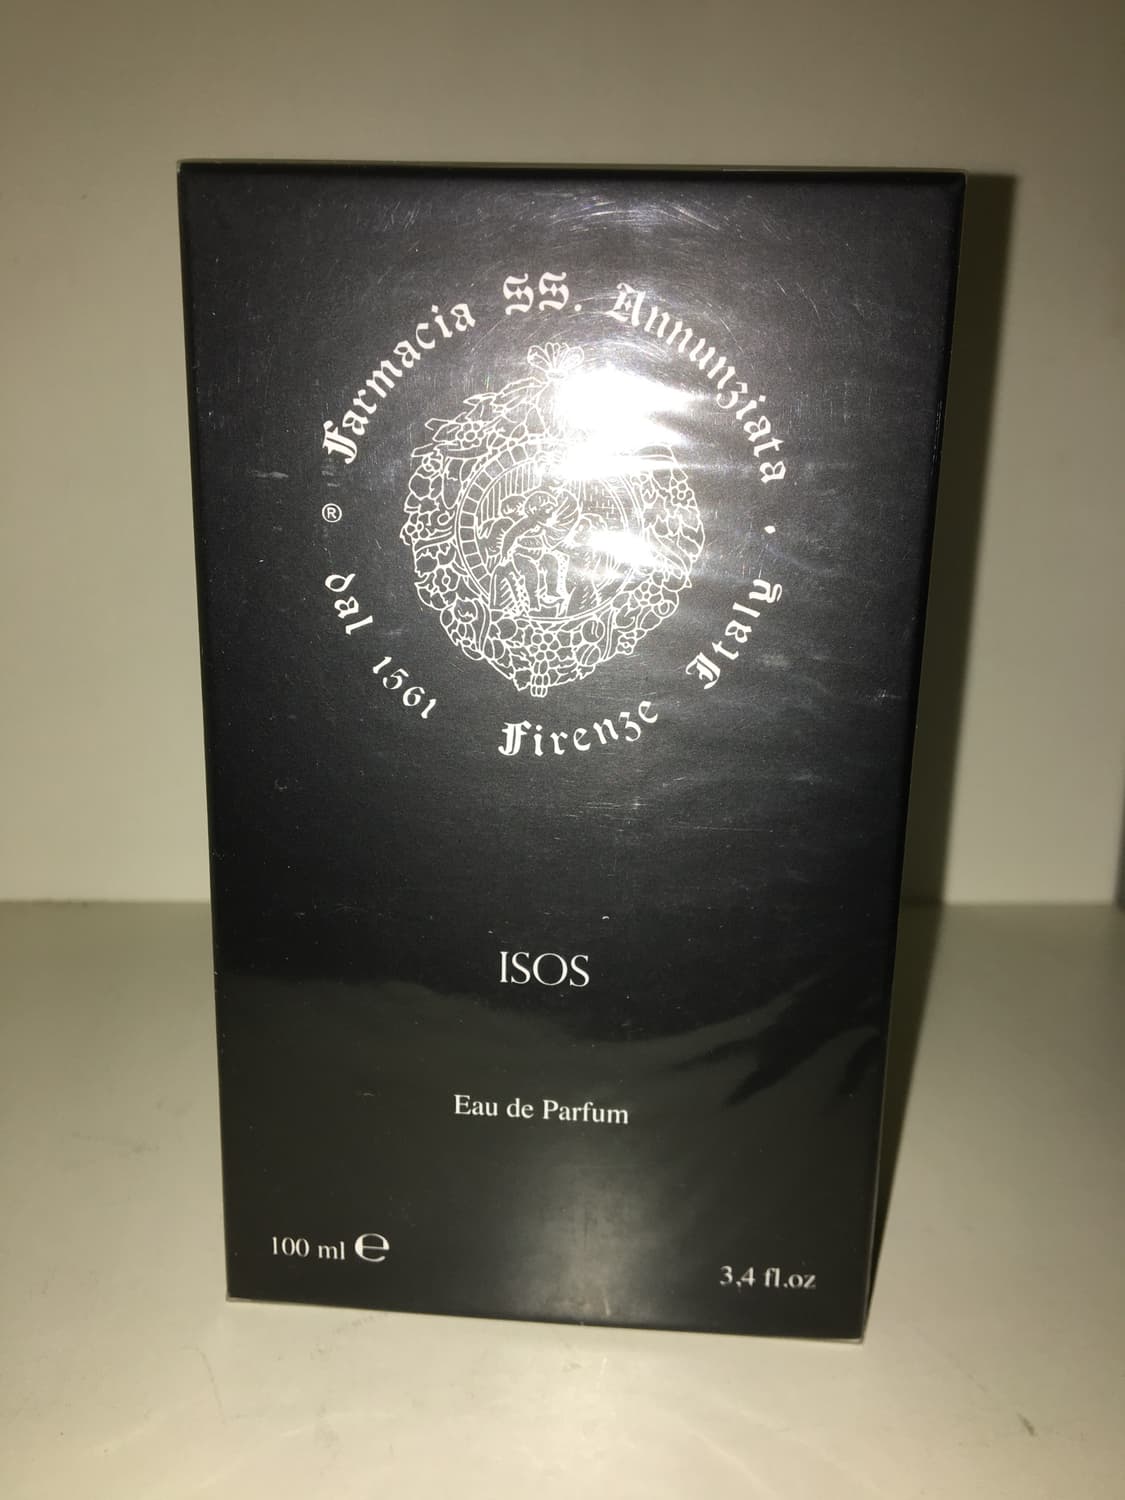 Farmacia SS. Annunziata
·
Firenze Italy
® dal 1561
ISOS
Eau de Parfum
100 ml ℮
3,4 fl.oz